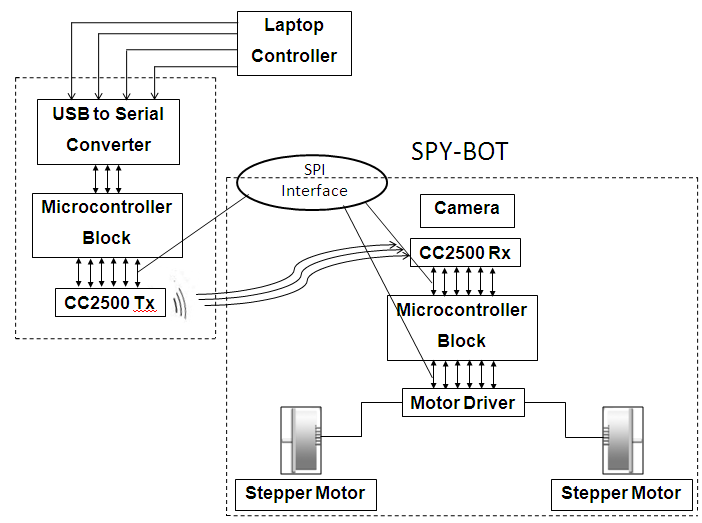 Laptop
Controller
USB to Serial
Converter
Microcontroller
Block
CC2500 Tx
SPI
Interface
SPY-BOT
Camera
CC2500 Rx
Microcontroller
Block
Motor Driver
Stepper Motor
Stepper Motor